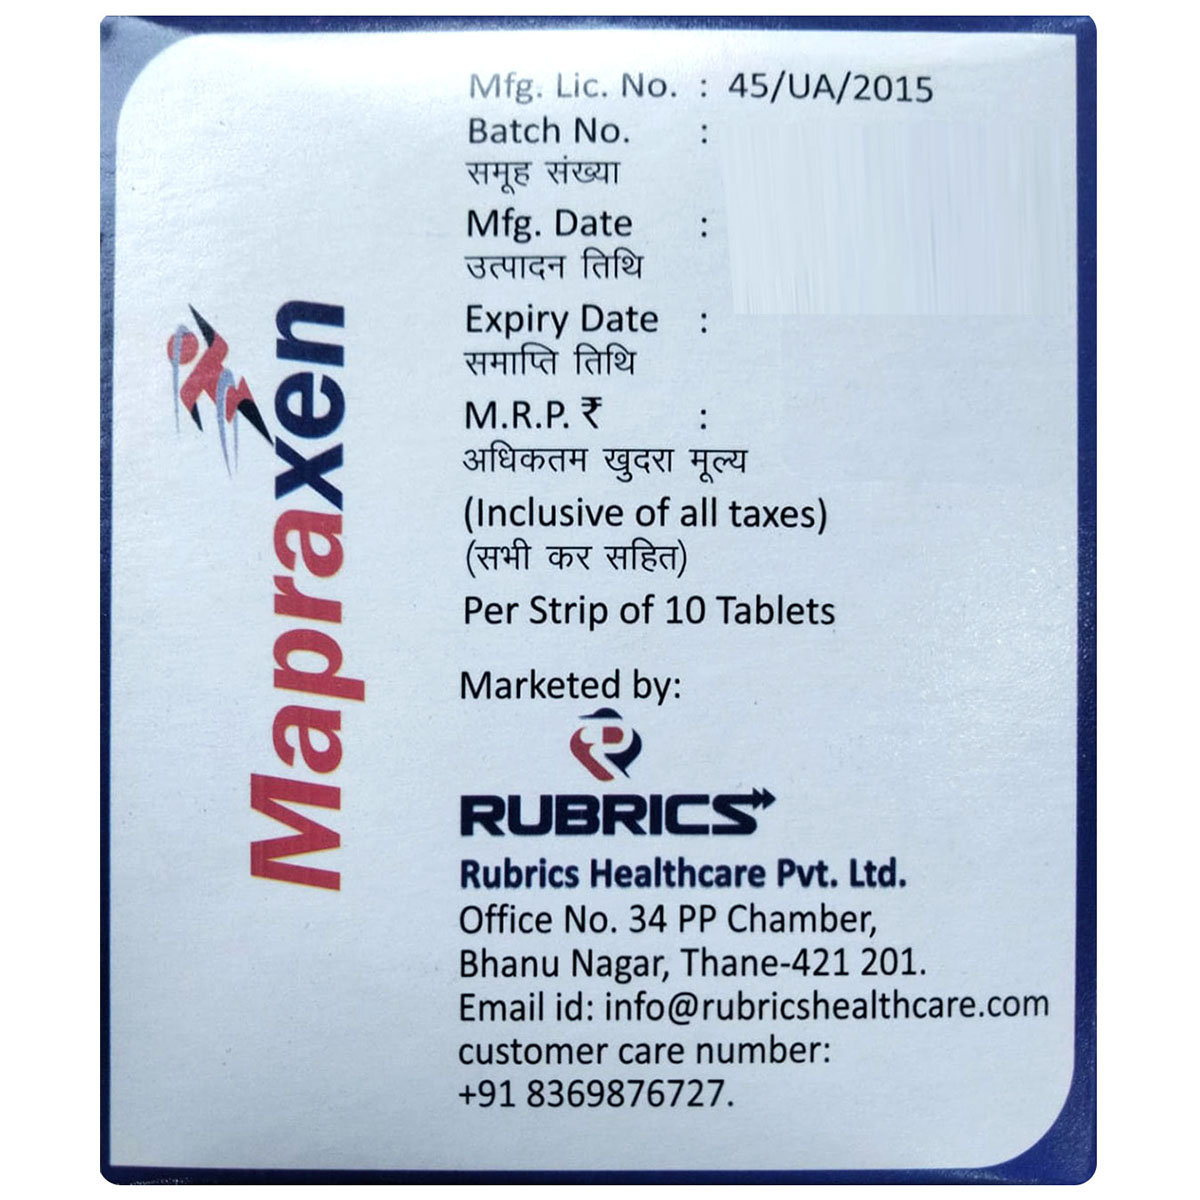 Mapraxen
Mfg. Lic. No. : 45/UA/2015
Batch No. :
समूह संख्या
Mfg. Date :
उत्पादन तिथि
Expiry Date :
समाप्ति तिथि
M.R.P. ₹ :
अधिकतम खुदरा मूल्य
(Inclusive of all taxes)
(सभी कर सहित)
Per Strip of 10 Tablets
Marketed by:
RUBRICS
Rubrics Healthcare Pvt. Ltd.
Office No. 34 PP Chamber,
Bhanu Nagar, Thane-421 201.
Email id: info@rubricshealthcare.com
customer care number:
+91 8369876727.